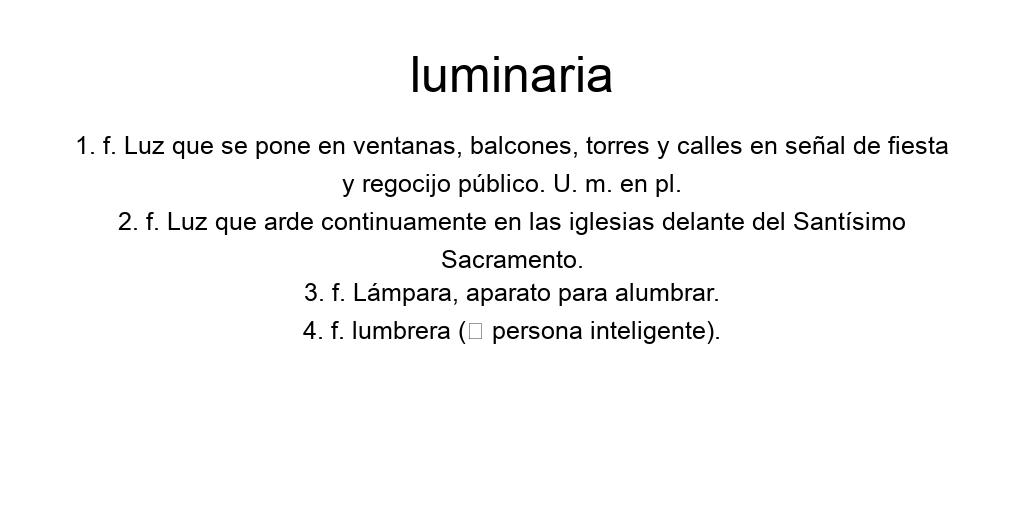 luminaria
1. f. Luz que se pone en ventanas, balcones, torres y calles en señal de fiesta
y regocijo público. U. m. en pl.
2. f. Luz que arde continuamente en las iglesias delante del Santísimo
Sacramento.
3. f. Lámpara, aparato para alumbrar.
4. f. lumbrera (□ persona inteligente).